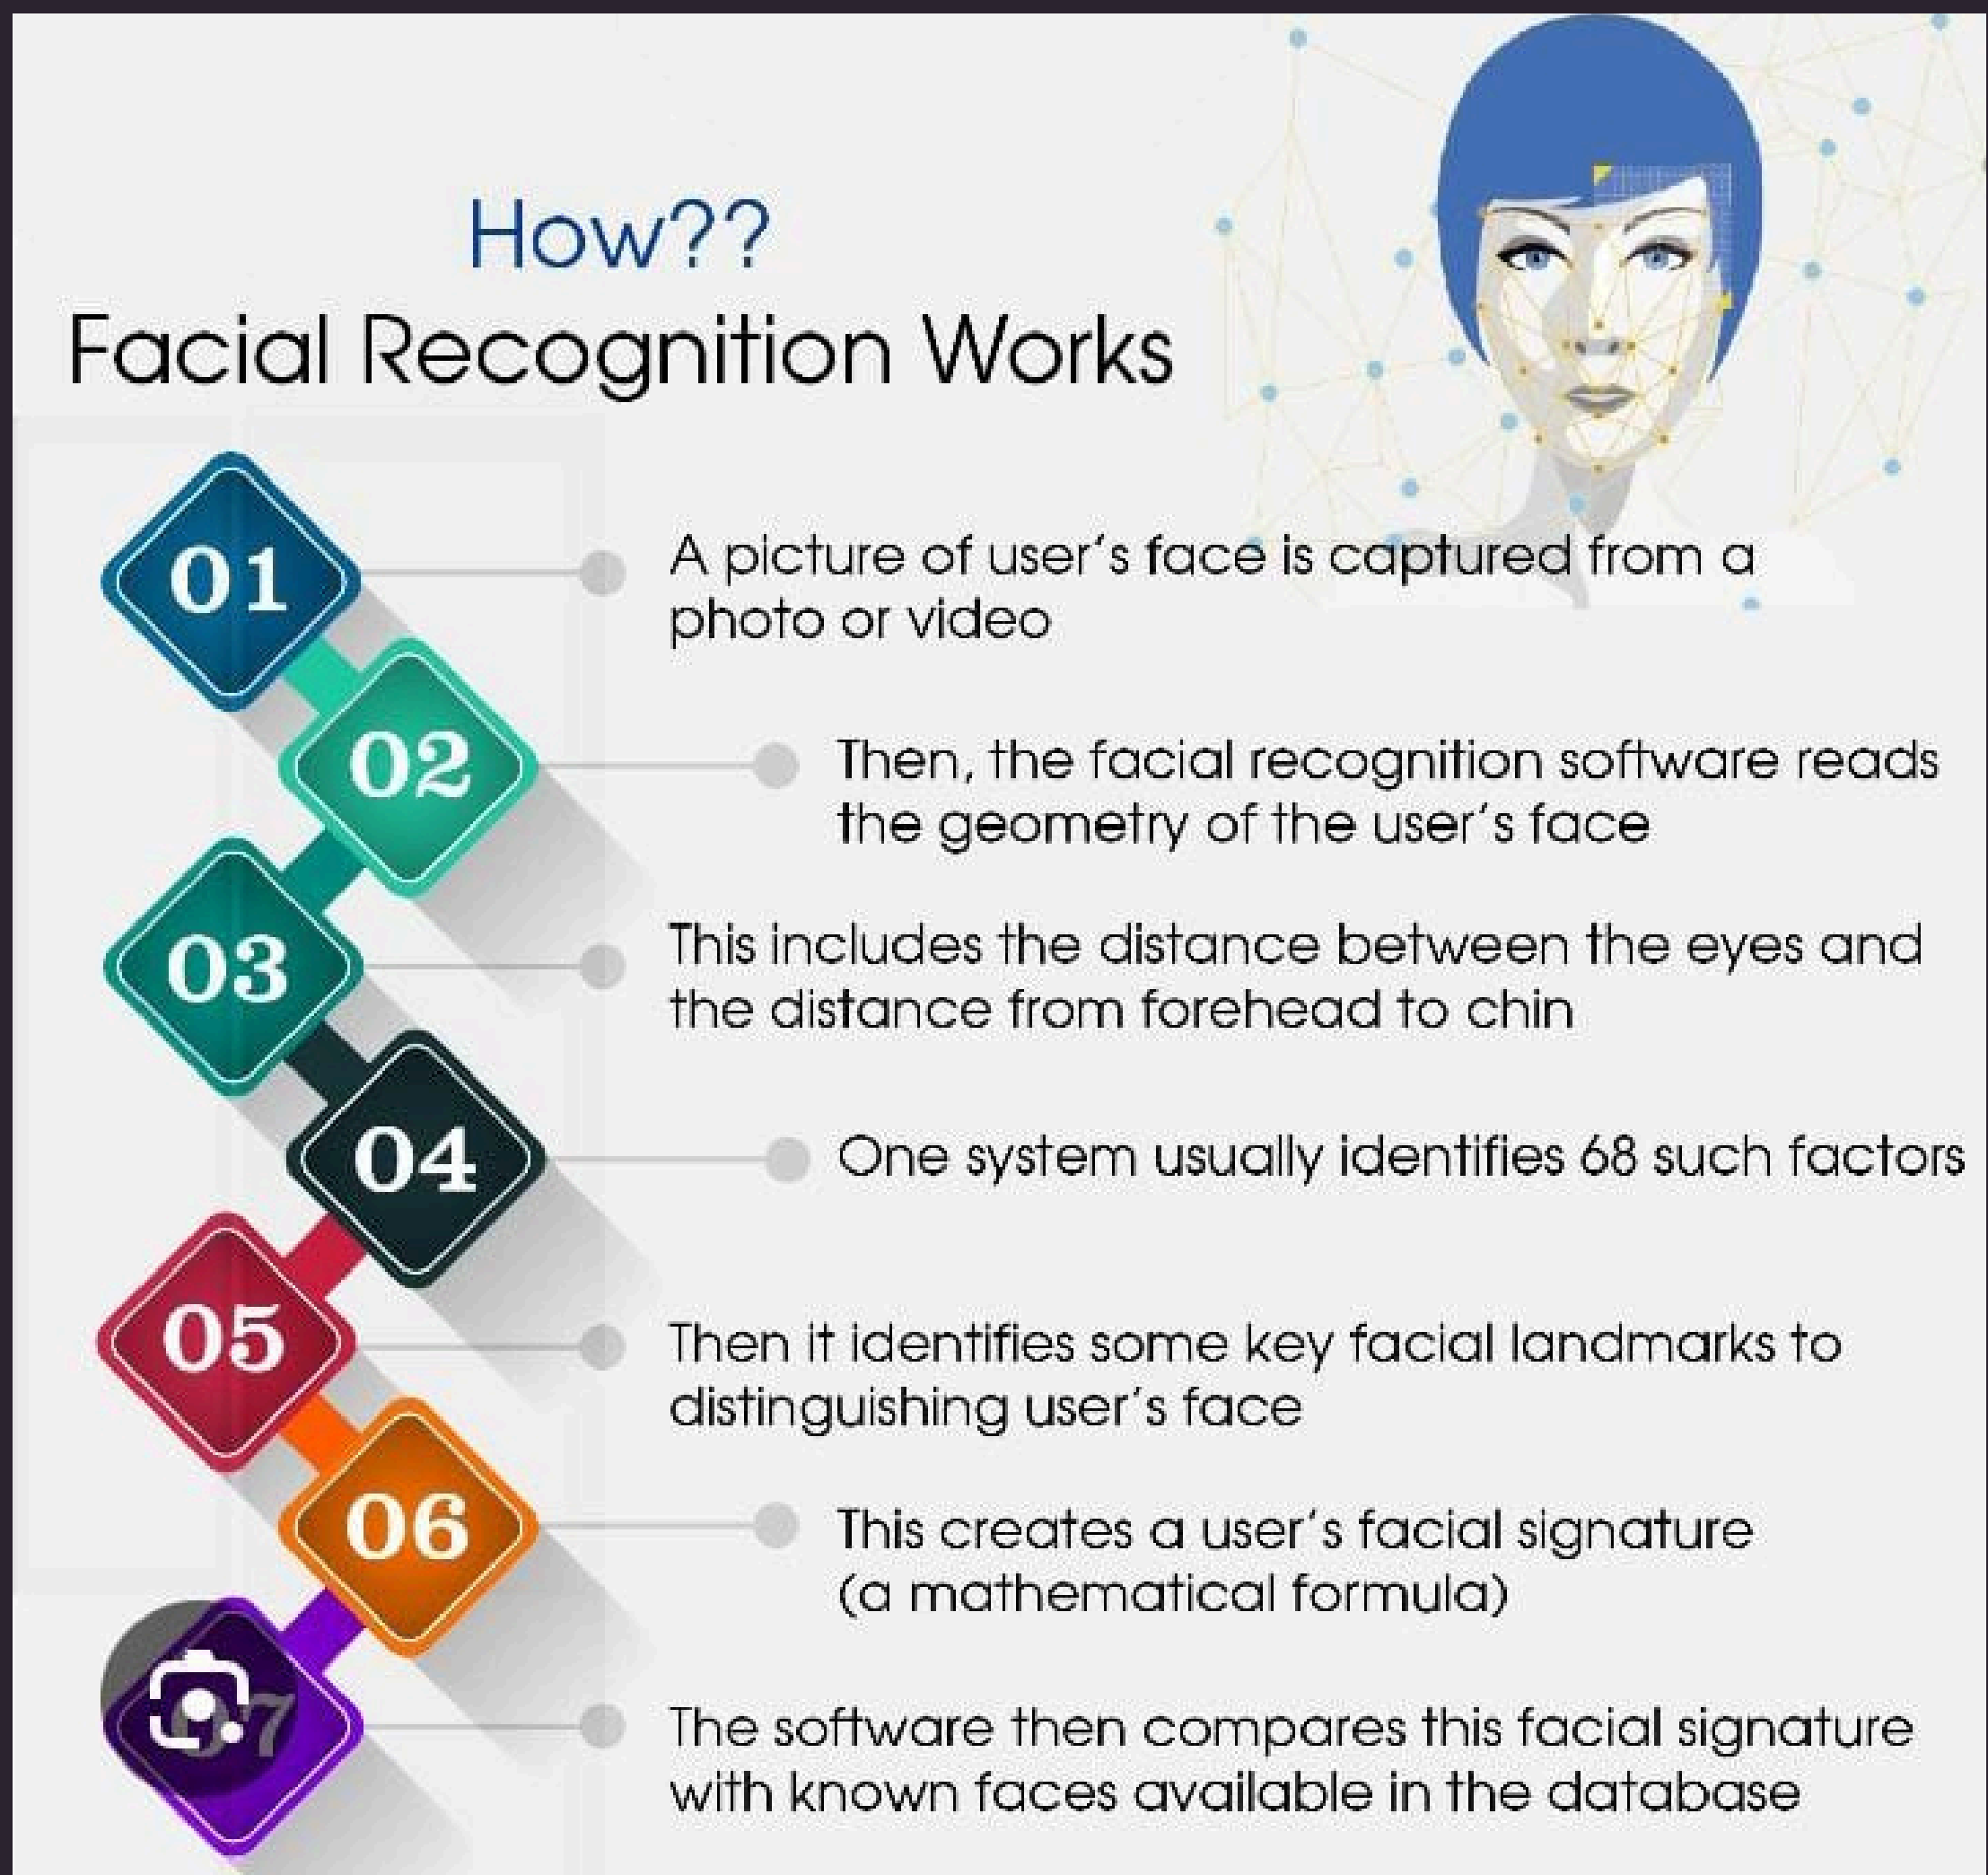 How??
Facial Recognition Works
01
A picture of user's face is captured from a
photo or video
02
Then, the facial recognition software reads
the geometry of the user's face
03
This includes the distance between the eyes and
the distance from forehead to chin
04
One system usually identifies 68 such factors
05
Then it identifies some key facial landmarks to
distinguishing user's face
06
This creates a user's facial signature
(a mathematical formula)
07
The software then compares this facial signature
with known faces available in the database